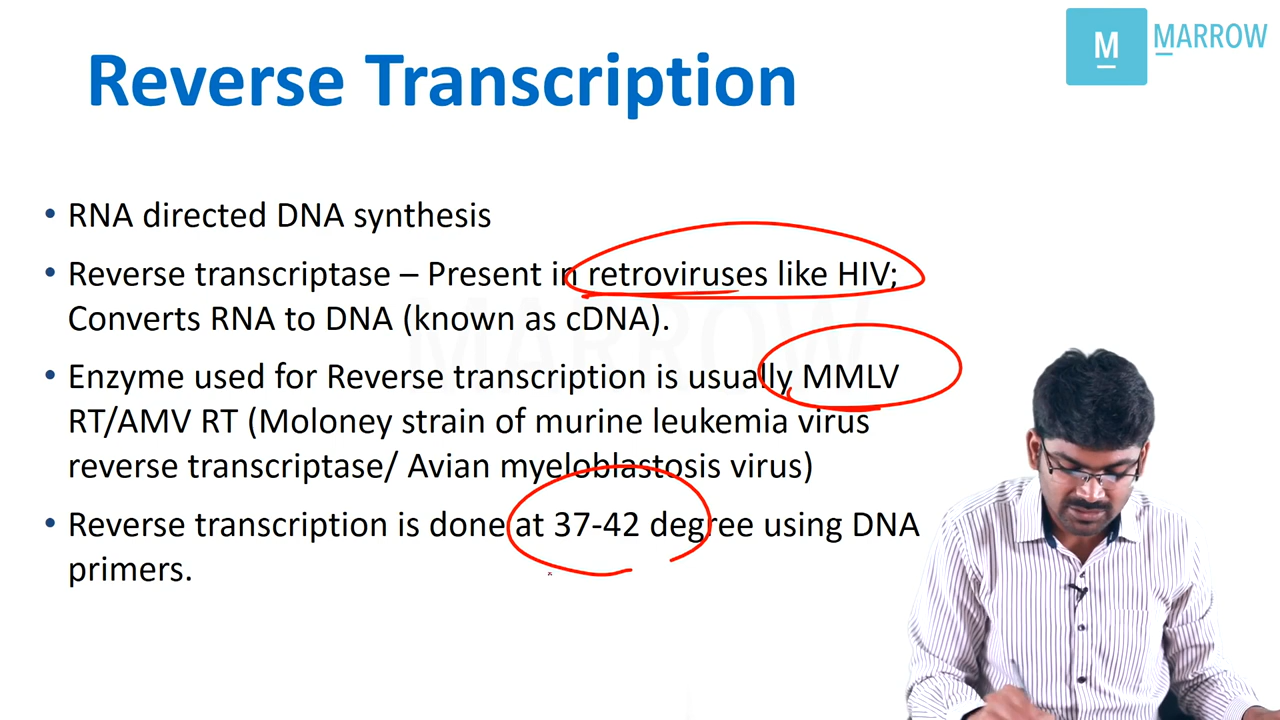 M MARROW
Reverse Transcription
• RNA directed DNA synthesis
• Reverse transcriptase – Present in retroviruses like HIV;
Converts RNA to DNA (known as cDNA).
• Enzyme used for Reverse transcription is usually MMLV
RT/AMV RT (Moloney strain of murine leukemia virus
reverse transcriptase/ Avian myeloblastosis virus)
• Reverse transcription is done at 37-42 degree using DNA
primers.
MARROW